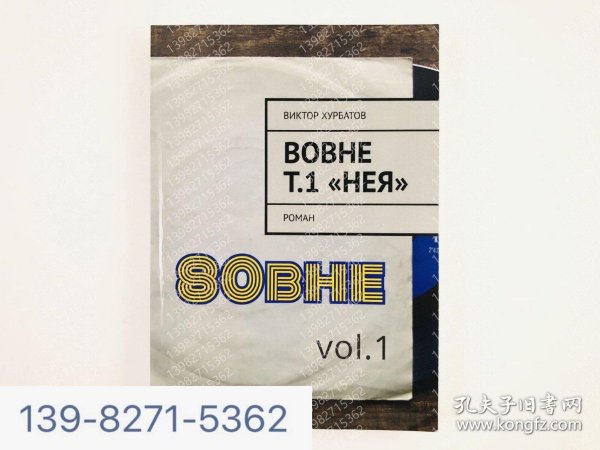 ВИКТОР ХУРБАТОВ
ВОВНЕ
Т.1 «НЕЯ»
РОМАН
8ОВНЕ
vol.1
139-8271-5362
孔夫子旧书网
www.kongfz.com